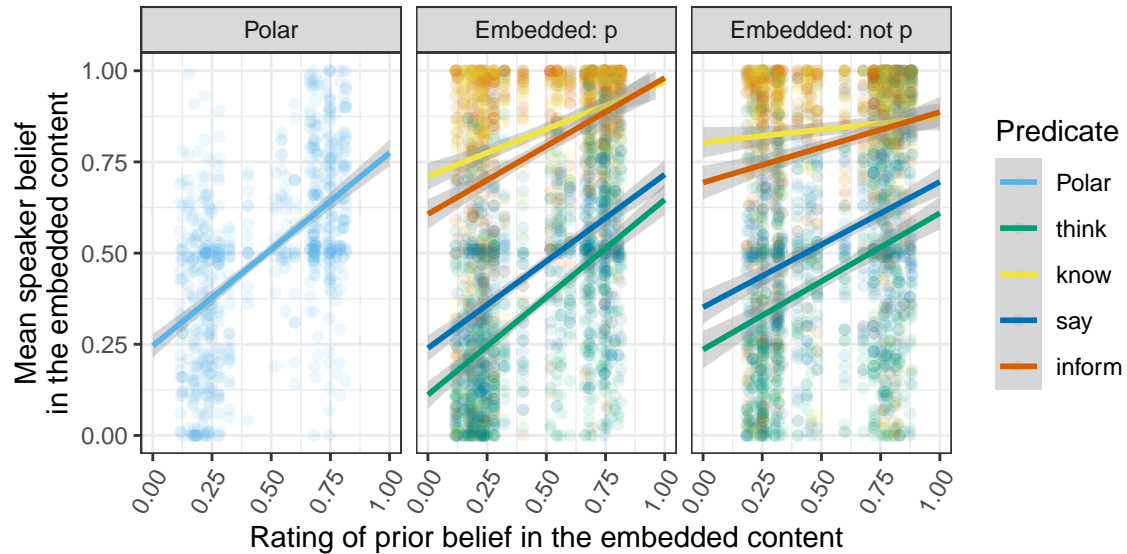 Polar
Embedded: p
Embedded: not p
Mean speaker belief
in the embedded content
1.00
0.75
0.50
0.25
0.00
0.00 0.25 0.50 0.75 1.00
0.00 0.25 0.50 0.75 1.00
0.00 0.25 0.50 0.75 1.00
Rating of prior belief in the embedded content
Predicate
Polar
think
know
say
inform